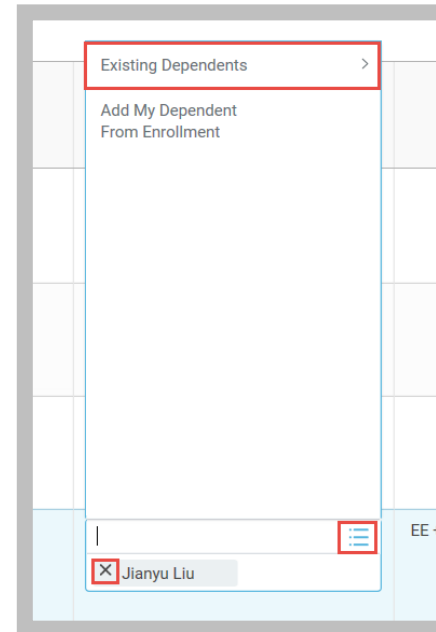 Existing Dependents
Add My Dependent
From Enrollment
EE
Jianyu Liu